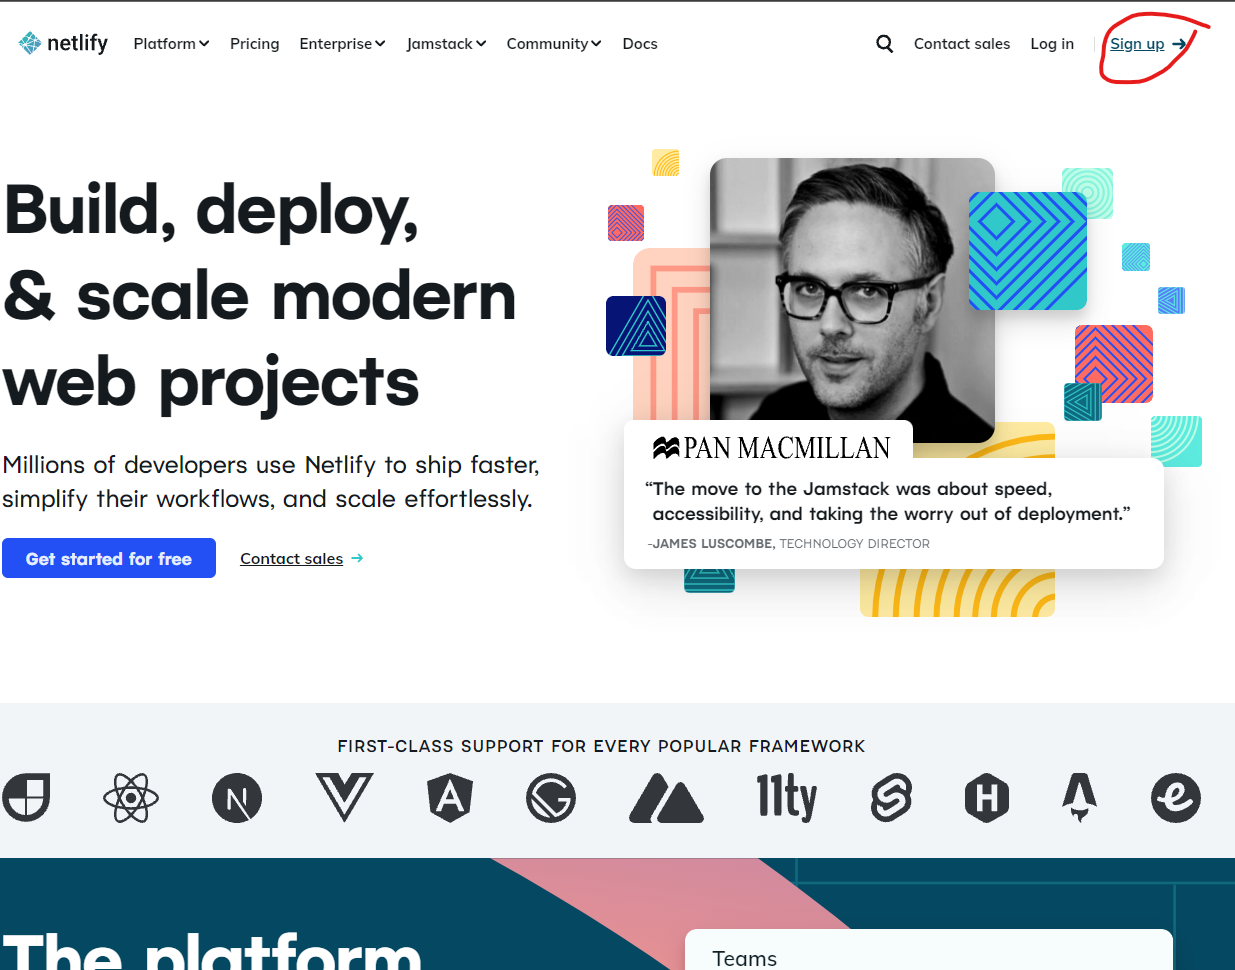 netlify Platform Pricing Enterprise Jamstack Community Docs Contact sales Log in Sign up →
Build, deploy,
& scale modern
web projects
Millions of developers use Netlify to ship faster,
simplify their workflows, and scale effortlessly.
Get started for free Contact sales →
PAN MACMILLAN
“The move to the Jamstack was about speed,
accessibility, and taking the worry out of deployment.”
-JAMES LUSCOMBE, TECHNOLOGY DIRECTOR
FIRST-CLASS SUPPORT FOR EVERY POPULAR FRAMEWORK
N A G 11ty H e
The platform
Teams